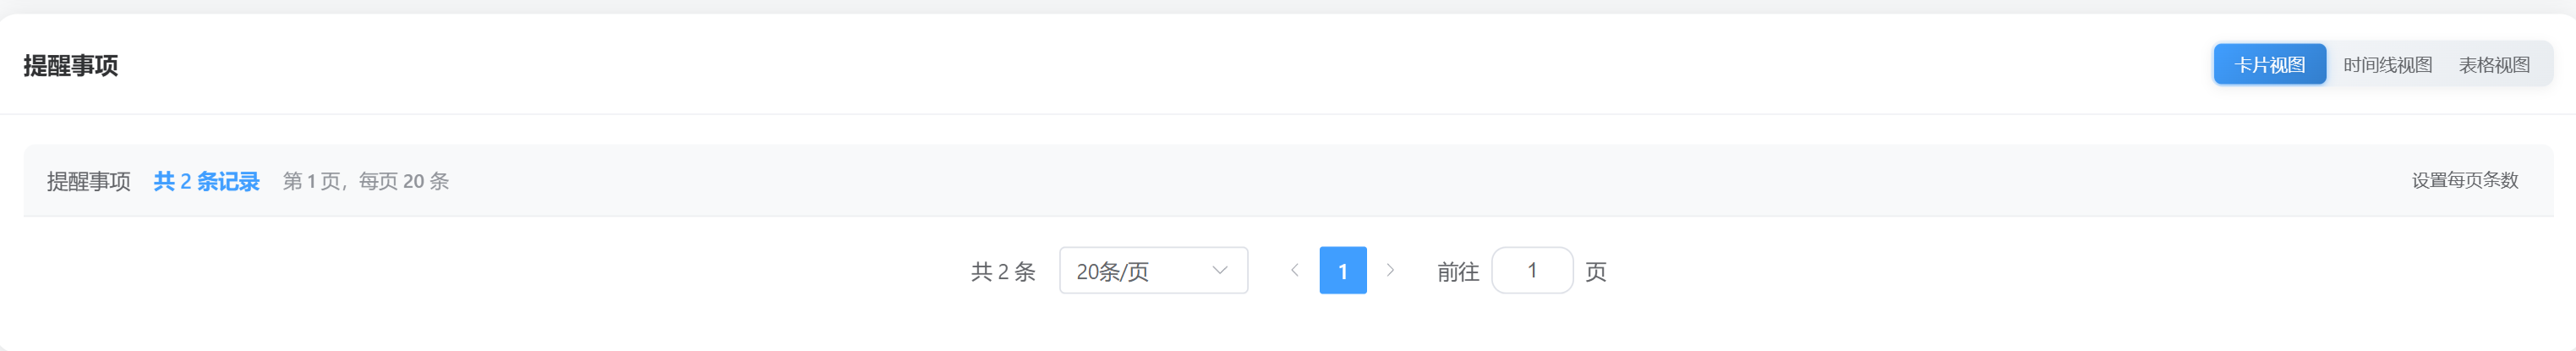 提醒事项
卡片视图 时间线视图 表格视图
提醒事项 共 2 条记录 第 1 页，每页 20 条
设置每页条数
共 2 条 20条/页 1 前往 1 页